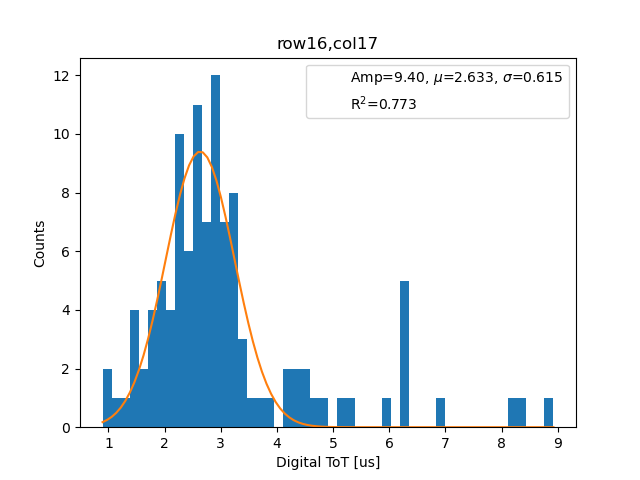 row16,col17
Amp=9.40, μ=2.633, σ=0.615
R²=0.773
12
10
8
6
4
2
0
Counts
1 2 3 4 5 6 7 8 9
Digital ToT [us]